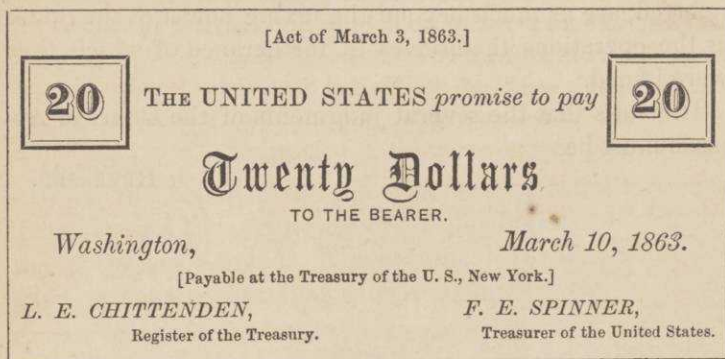 [Act of March 3, 1863.]
20 THE UNITED STATES promise to pay 20
Twenty Dollars
TO THE BEARER.
Washington, March 10, 1863.
[Payable at the Treasury of the U. S., New York.]
L. E. CHITTENDEN, F. E. SPINNER,
Register of the Treasury. Treasurer of the United States.